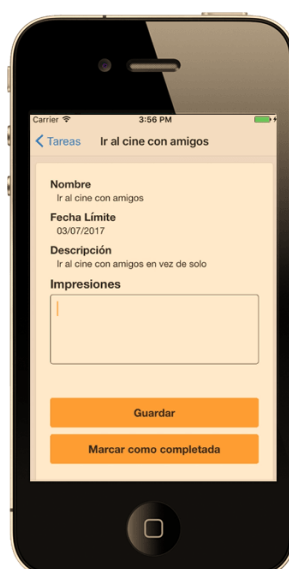 Carrier 3:56 PM
Tareas Ir al cine con amigos
Nombre
Ir al cine con amigos
Fecha Límite
03/07/2017
Descripción
Ir al cine con amigos en vez de solo
Impresiones
Guardar
Marcar como completada